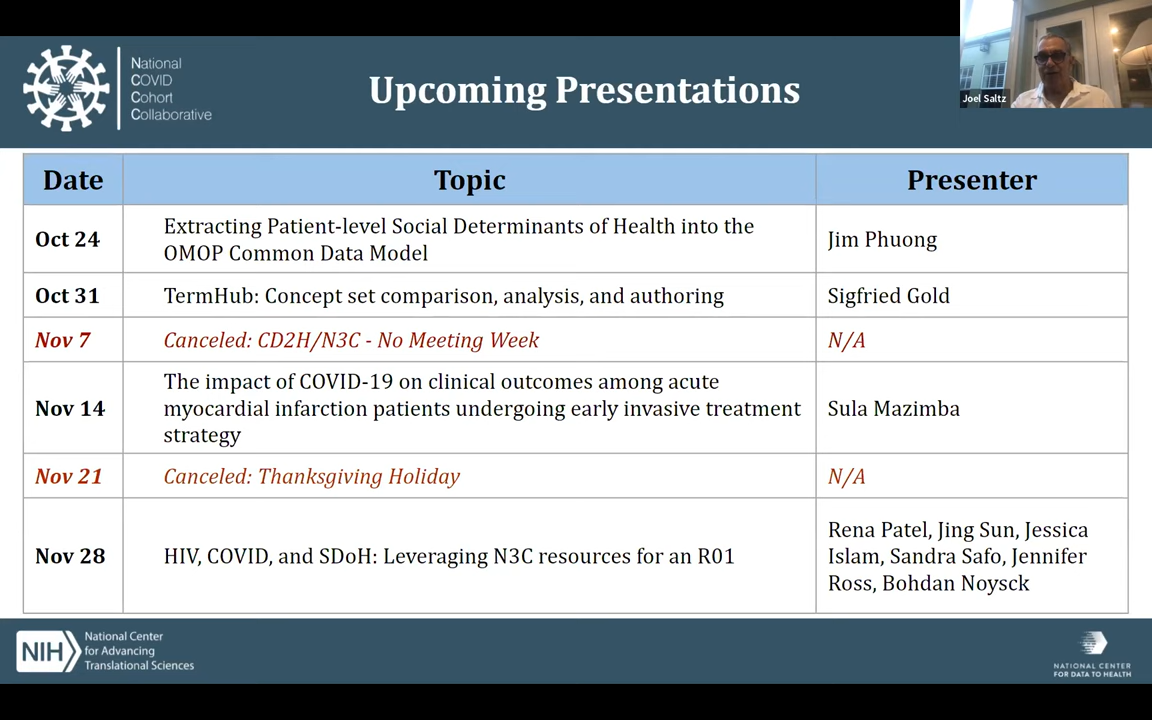 National
COVID
Cohort
Collaborative
Upcoming Presentations
Joel Saltz
Date
Topic
Presenter
Oct 24
Extracting Patient-level Social Determinants of Health into the
OMOP Common Data Model
Jim Phuong
Oct 31
TermHub: Concept set comparison, analysis, and authoring
Sigfried Gold
Nov 7
Canceled: CD2H/N3C - No Meeting Week
N/A
Nov 14
The impact of COVID-19 on clinical outcomes among acute
myocardial infarction patients undergoing early invasive treatment
strategy
Sula Mazimba
Nov 21
Canceled: Thanksgiving Holiday
N/A
Nov 28
HIV, COVID, and SDoH: Leveraging N3C resources for an R01
Rena Patel, Jing Sun, Jessica
Islam, Sandra Safo, Jennifer
Ross, Bohdan Noysck
NIH
National Center
for Advancing
Translational Sciences
NATIONAL CENTER
FOR DATA TO HEALTH